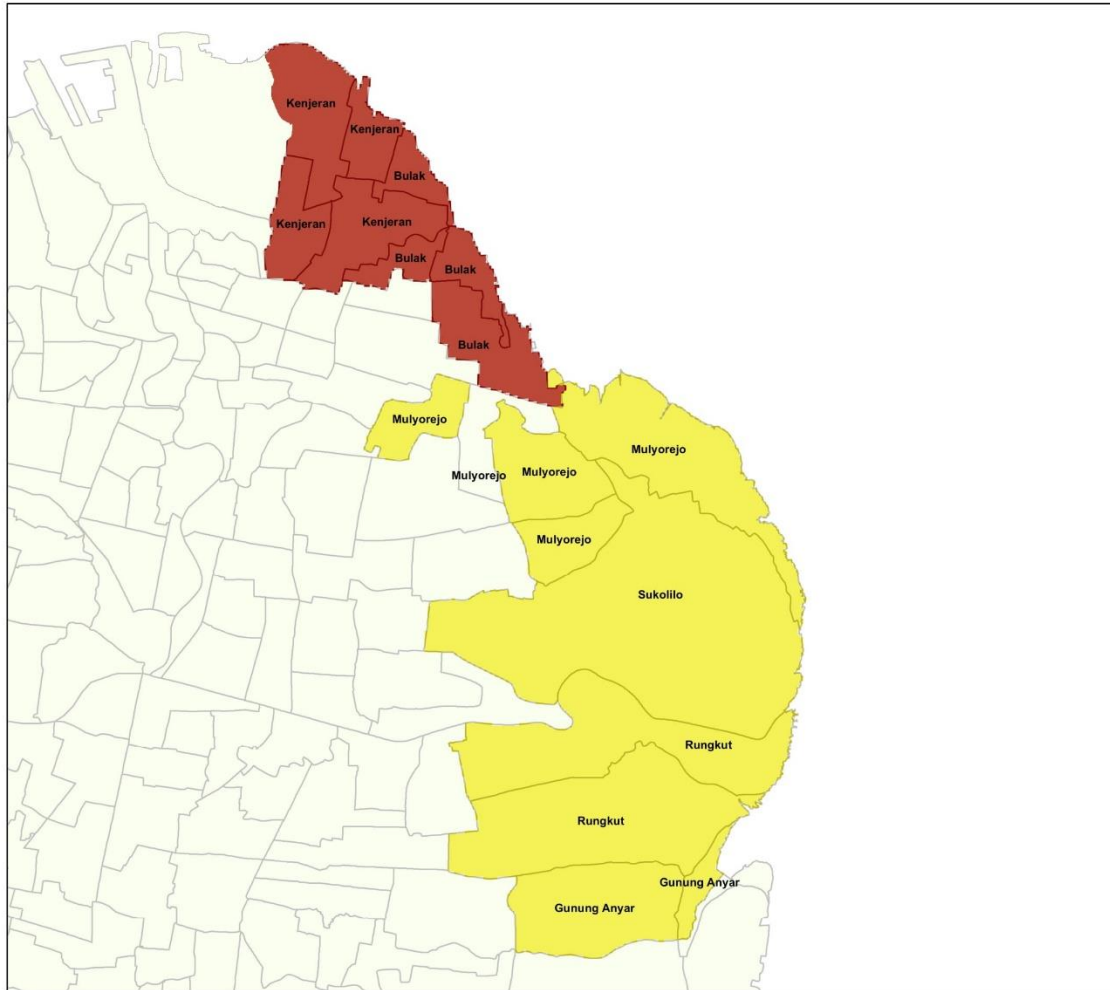 Kenjeran
Kenjeran
Bulak
Kenjeran
Kenjeran
Bulak
Bulak
Bulak
Mulyorejo
Mulyorejo
Mulyorejo
Mulyorejo
Mulyorejo
Sukolilo
Rungkut
Rungkut
Gunung Anyar
Gunung Anyar